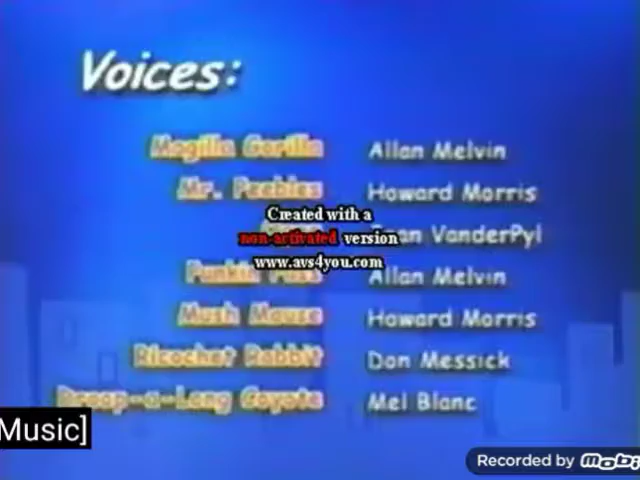 Voices:
Magilla Gorilla Allan Melvin
Mr. Peebles Howard Morris
Created with a
non-activated version
VanderPyl
www.avs4you.com
Punkin Puss Allan Melvin
Mush Mouse Howard Morris
Ricochet Rabbit Don Messick
Droop-a-Long Coyote Mel Blanc
Music]
Recorded by